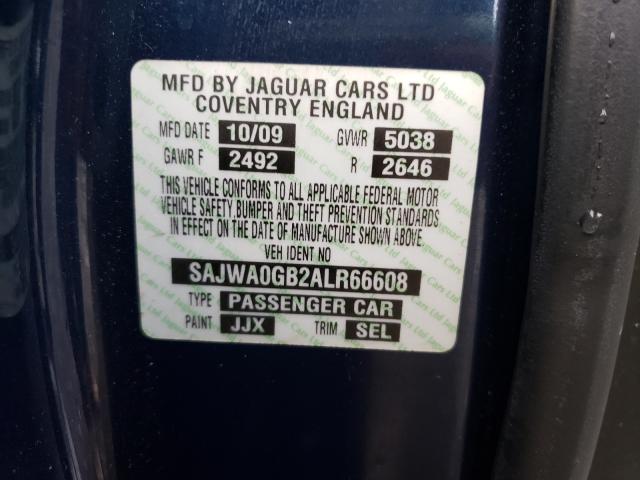 MFD BY JAGUAR CARS LTD
COVENTRY ENGLAND
MFD DATE 10/09 GVWR 5038
GAWR F 2492 R 2646
THIS VEHICLE CONFORMS TO ALL APPLICABLE FEDERAL MOTOR
VEHICLE SAFETY,BUMPER AND THEFT PREVENTION STANDARDS
IN EFFECT ON THE DATE OF MANUFACTURE SHOWN ABOVE
VEH IDENT NO
SAJWA0GB2ALR66608
TYPE PASSENGER CAR
PAINT JJX TRIM SEL